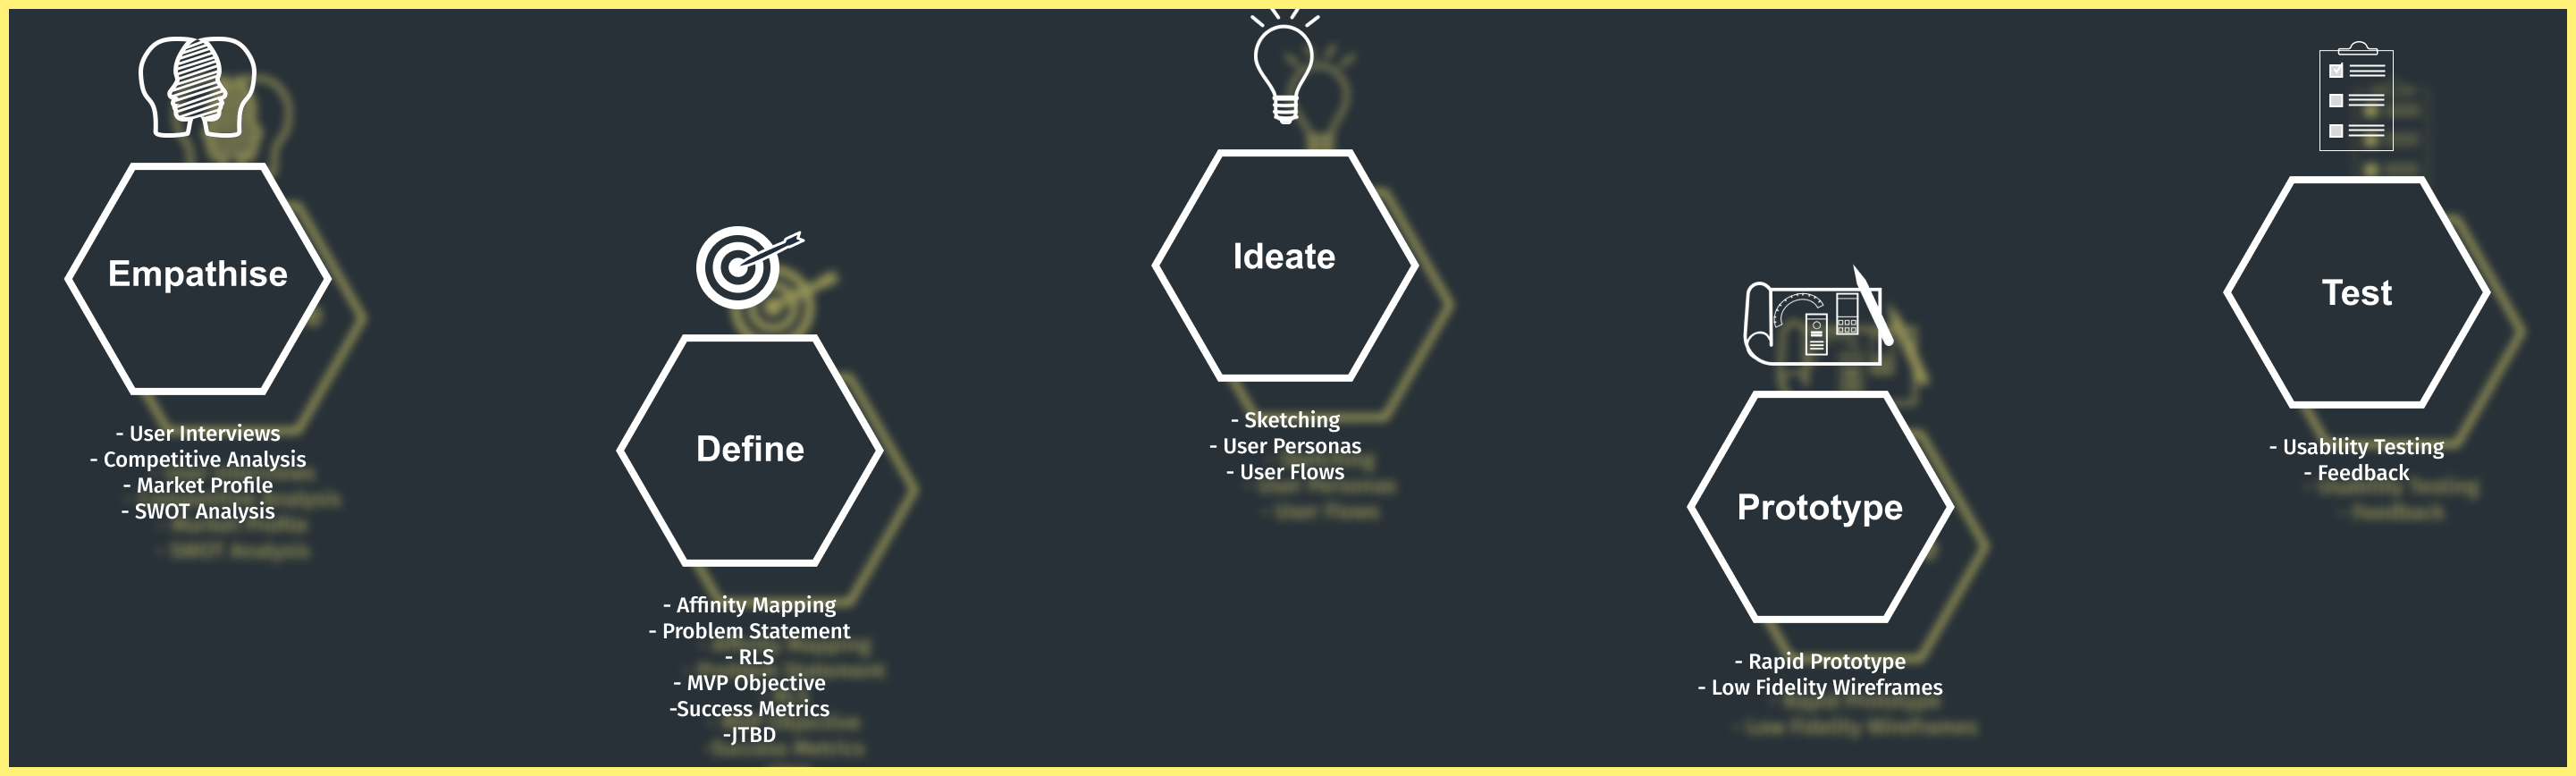 Empathise
- User Interviews
- Competitive Analysis
- Market Profile
- SWOT Analysis
Define
- Affinity Mapping
- Problem Statement
- RLS
- MVP Objective
-Success Metrics
-JTBD
Ideate
- Sketching
- User Personas
- User Flows
Prototype
- Rapid Prototype
- Low Fidelity Wireframes
Test
- Usability Testing
- Feedback